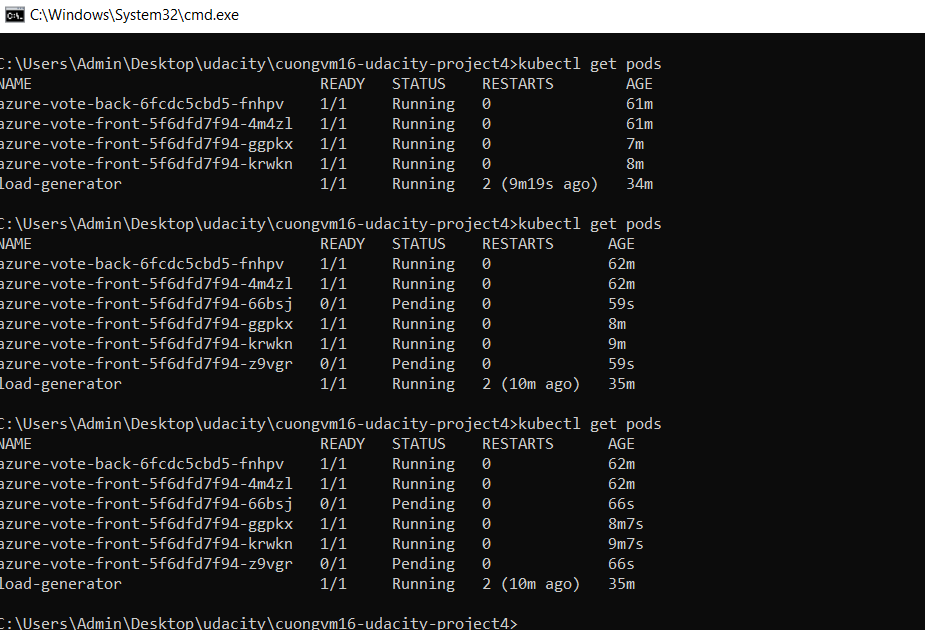 C:\Windows\System32\cmd.exe
C:\Users\Admin\Desktop\udacity\cuongvm16-udacity-project4>kubectl get pods
NAME READY STATUS RESTARTS AGE
azure-vote-back-6fcdc5cbd5-fnhpv 1/1 Running 0 61m
azure-vote-front-5f6dfd7f94-4m4zl 1/1 Running 0 61m
azure-vote-front-5f6dfd7f94-ggpkx 1/1 Running 0 7m
azure-vote-front-5f6dfd7f94-krwkn 1/1 Running 0 8m
load-generator 1/1 Running 2 (9m19s ago) 34m
C:\Users\Admin\Desktop\udacity\cuongvm16-udacity-project4>kubectl get pods
NAME READY STATUS RESTARTS AGE
azure-vote-back-6fcdc5cbd5-fnhpv 1/1 Running 0 62m
azure-vote-front-5f6dfd7f94-4m4zl 1/1 Running 0 62m
azure-vote-front-5f6dfd7f94-66bsj 0/1 Pending 0 59s
azure-vote-front-5f6dfd7f94-ggpkx 1/1 Running 0 8m
azure-vote-front-5f6dfd7f94-krwkn 1/1 Running 0 9m
azure-vote-front-5f6dfd7f94-z9vgr 0/1 Pending 0 59s
load-generator 1/1 Running 2 (10m ago) 35m
C:\Users\Admin\Desktop\udacity\cuongvm16-udacity-project4>kubectl get pods
NAME READY STATUS RESTARTS AGE
azure-vote-back-6fcdc5cbd5-fnhpv 1/1 Running 0 62m
azure-vote-front-5f6dfd7f94-4m4zl 1/1 Running 0 62m
azure-vote-front-5f6dfd7f94-66bsj 0/1 Pending 0 66s
azure-vote-front-5f6dfd7f94-ggpkx 1/1 Running 0 8m7s
azure-vote-front-5f6dfd7f94-krwkn 1/1 Running 0 9m7s
azure-vote-front-5f6dfd7f94-z9vgr 0/1 Pending 0 66s
load-generator 1/1 Running 2 (10m ago) 35m
C:\Users\Admin\Desktop\udacity\cuongvm16-udacity-project4>